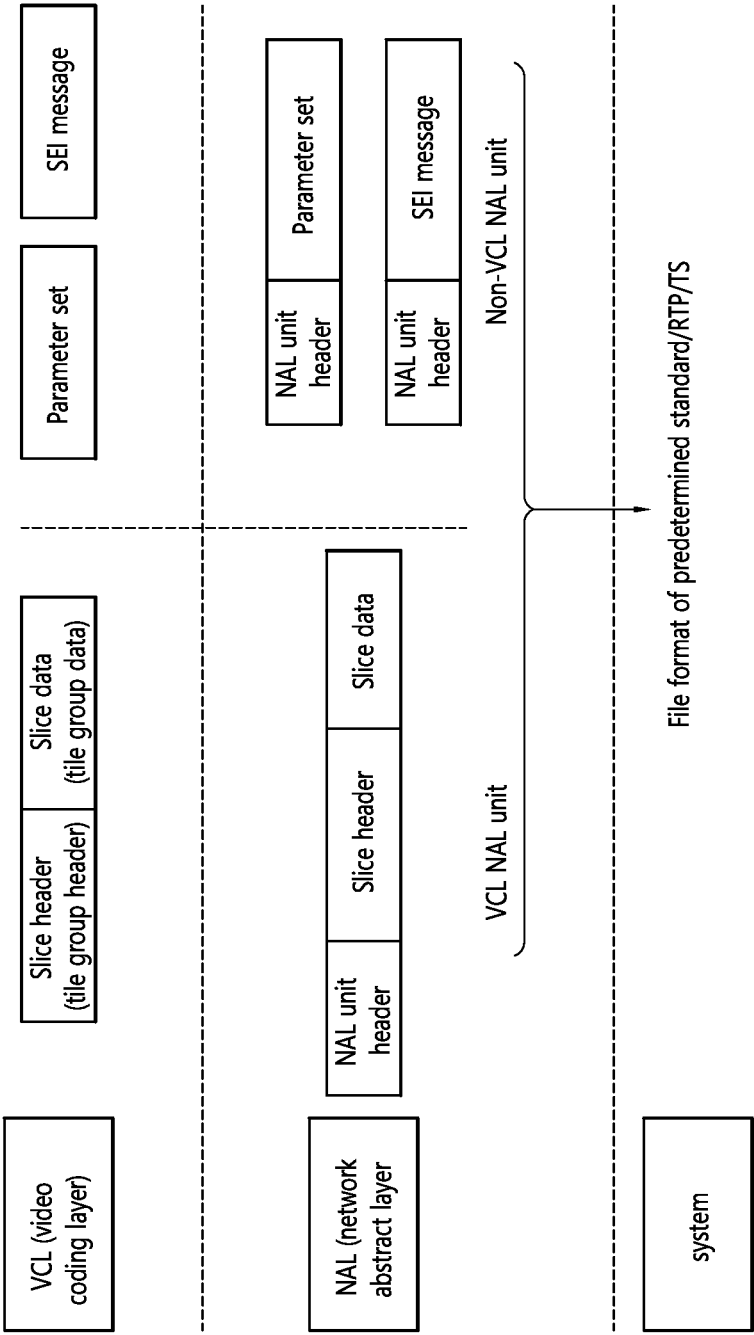 VCL (video
coding layer)
Slice header
(tile group header)
Slice data
(tile group data)
Parameter set
SEI message
NAL (network
abstract layer
NAL unit
header
Slice header
Slice data
NAL unit
header
Parameter set
NAL unit
header
SEI message
VCL NAL unit
Non-VCL NAL unit
system
File format of predetermined standard/RTP/TS